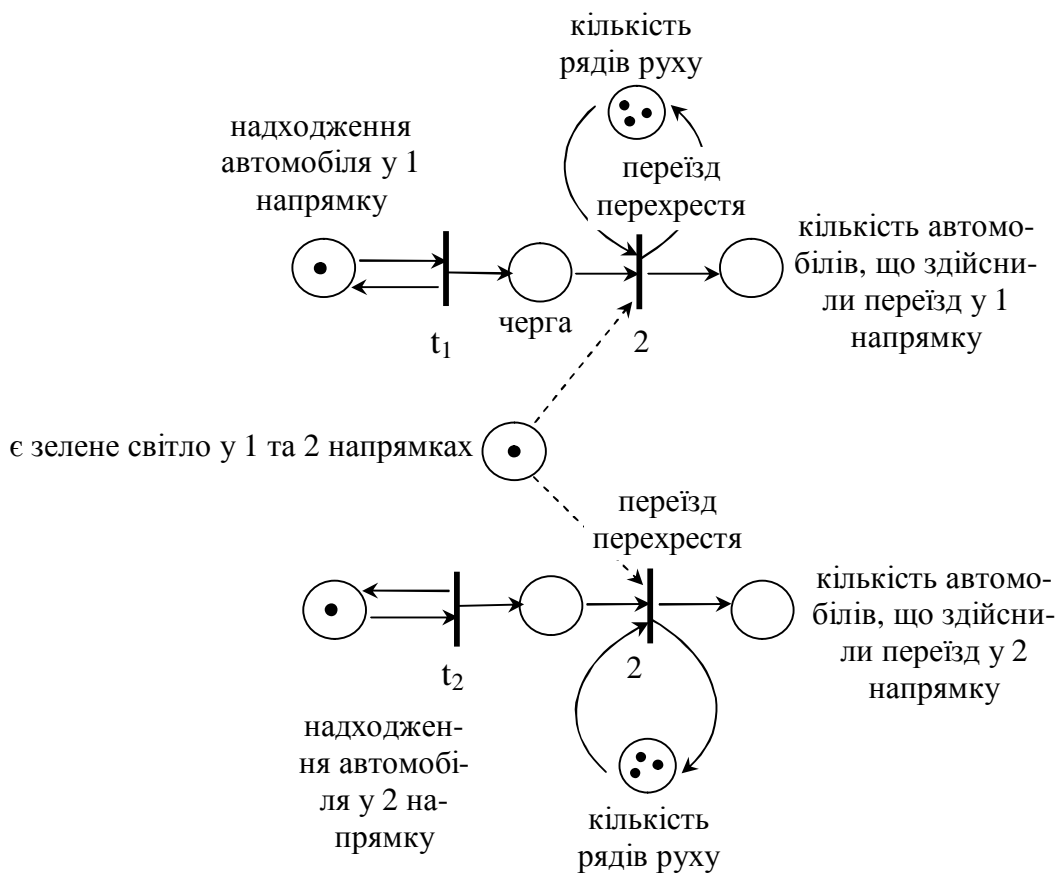 кількість
рядів руху
надходження
автомобіля у 1
напрямку
переїзд
перехрестя
кількість автомо-
білів, що здійсни-
ли переїзд у 1
напрямку
черга
t₁
2
є зелене світло у 1 та 2 напрямках
переїзд
перехрестя
кількість автомо-
білів, що здійсни-
ли переїзд у 2
напрямку
t₂
2
надходжен-
ня автомобі-
ля у 2 на-
прямку
кількість
рядів руху